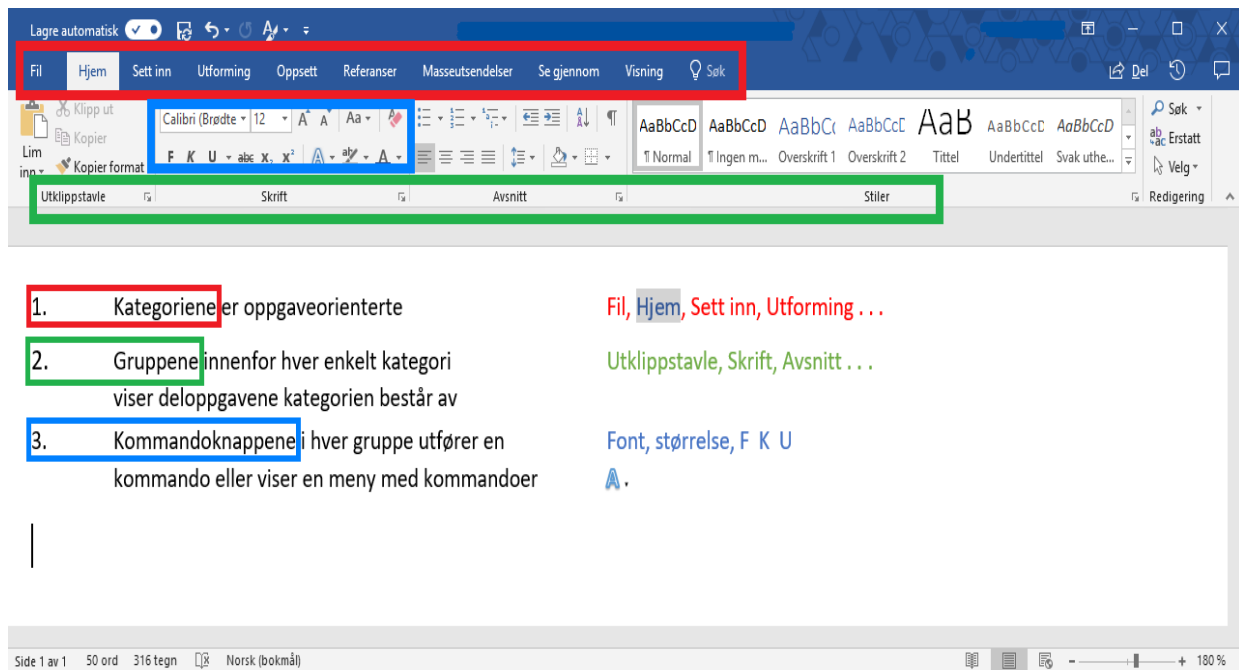 Lagre automatisk
Fil Hjem Sett inn Utforming Oppsett Referanser Masseutsendelser Se gjennom Visning Søk Del
Klipp ut
Kopier
Kopier format
Lim
inn
Calibri (Brødte 12 A A Aa
F K U abc X₂ X² A aby A
AaBbCcD AaBbCcD AaBbCc AaBbCcC AaB AaBbCcC AaBbCcD
¶ Normal ¶ Ingen m... Overskrift 1 Overskrift 2 Tittel Undertittel Svak uthe...
Søk
Erstatt
Velg
Utklippstavle Skrift Avsnitt Stiler Redigering
1. Kategoriene er oppgaveorienterte Fil, Hjem, Sett inn, Utforming . . .
2. Gruppene innenfor hver enkelt kategori Utklippstavle, Skrift, Avsnitt . . .
viser deloppgavene kategorien består av
3. Kommandoknappene i hver gruppe utfører en Font, størrelse, F K U
kommando eller viser en meny med kommandoer A .
Side 1 av 1 50 ord 316 tegn Norsk (bokmål) 180 %